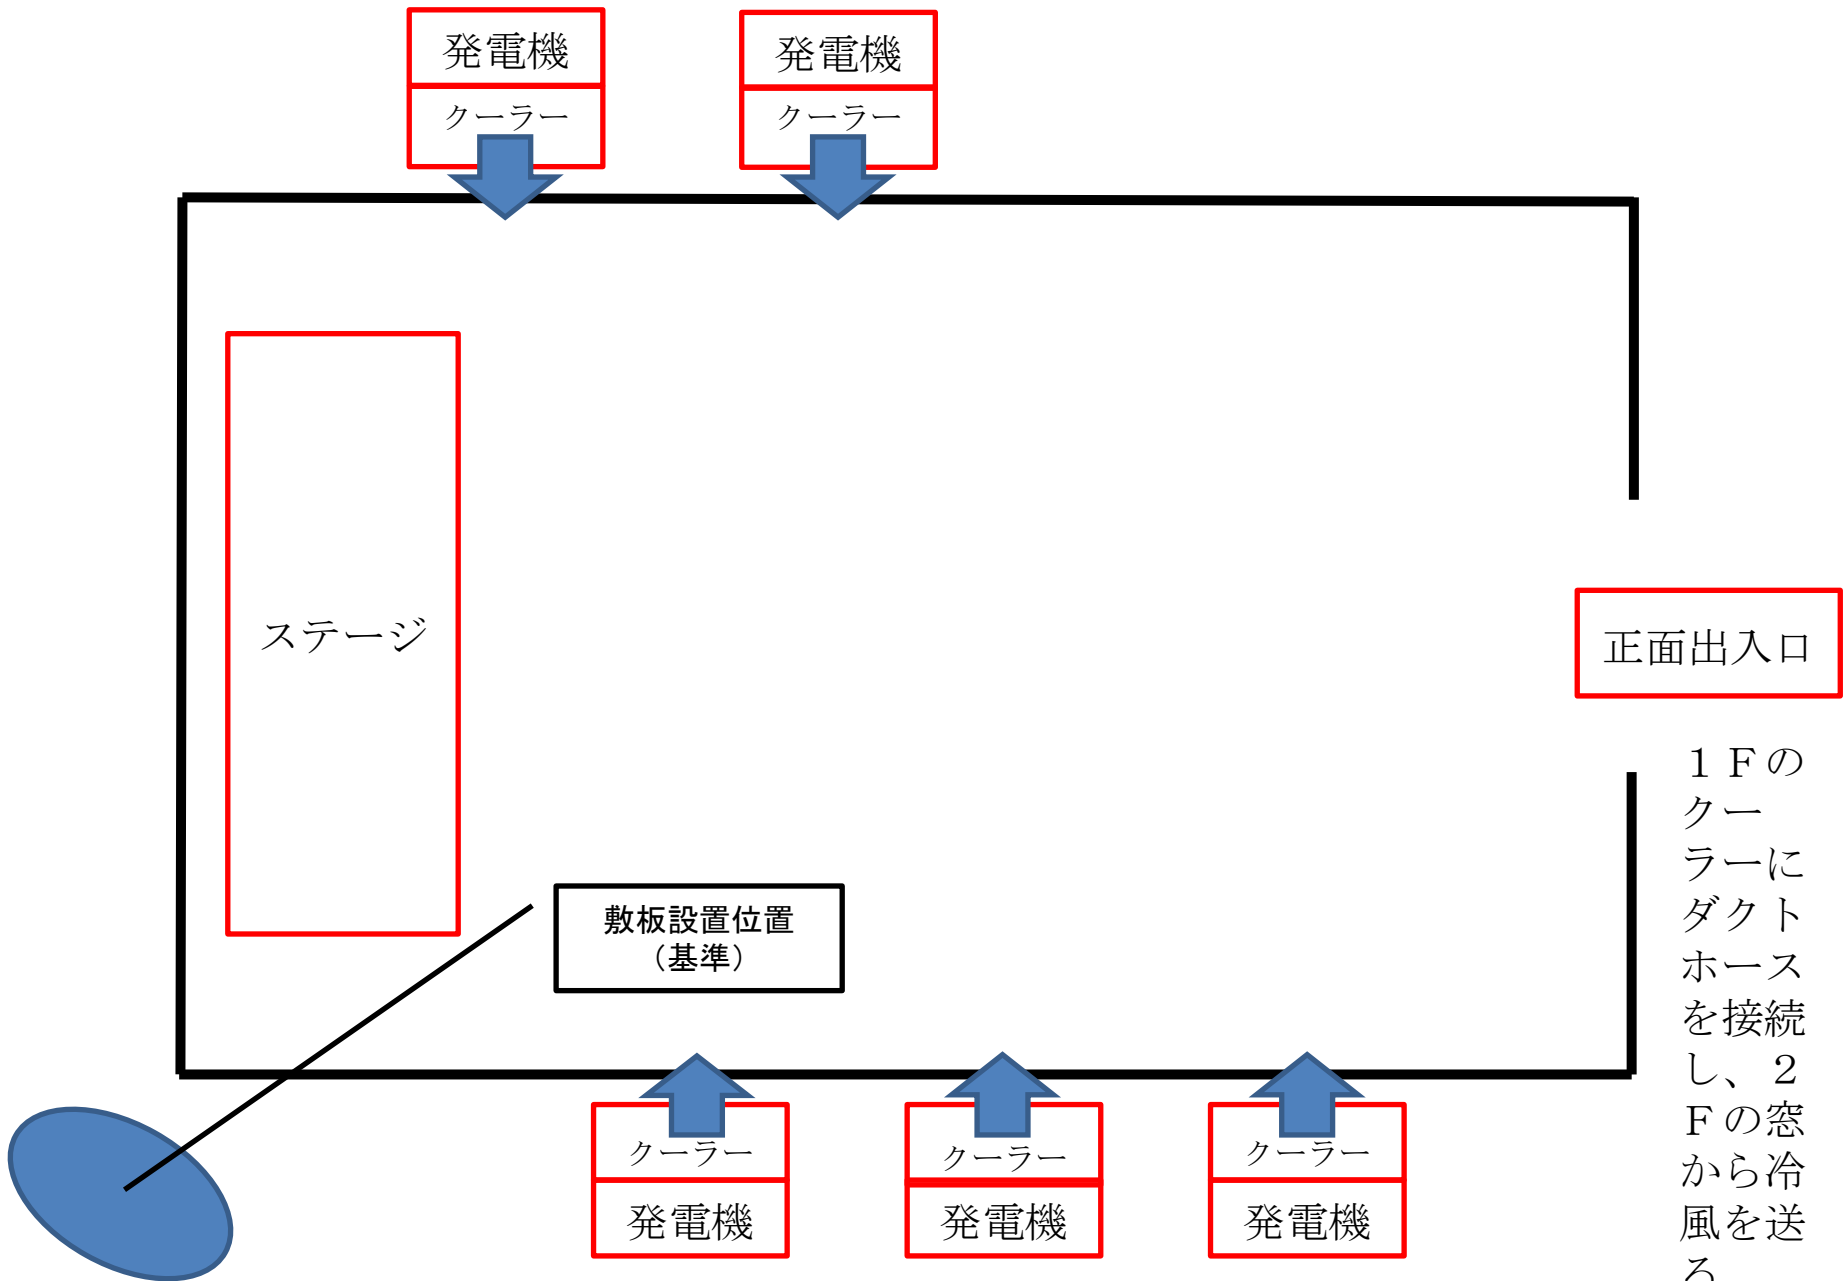 発電機
発電機
クーラー
クーラー
ステージ
正面出入口
１Ｆの
クー
ラーに
ダクト
ホース
を接続
し、２
Ｆの窓
から冷
風を送
る
敷板設置位置
（基準）
クーラー
クーラー
クーラー
発電機
発電機
発電機